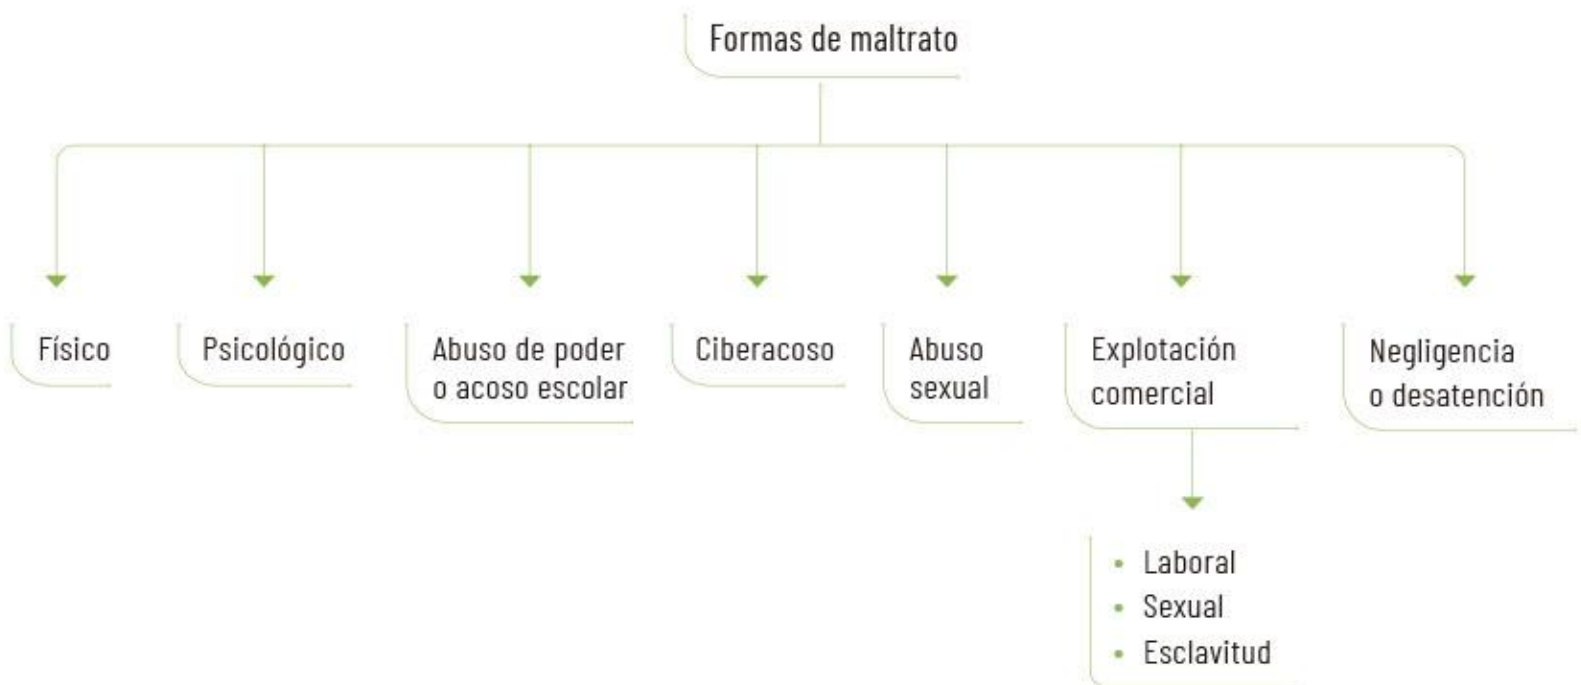 Formas de maltrato
Físico
Psicológico
Abuso de poder
o acoso escolar
Ciberacoso
Abuso
sexual
Explotación
comercial
Negligencia
o desatención
• Laboral
• Sexual
• Esclavitud